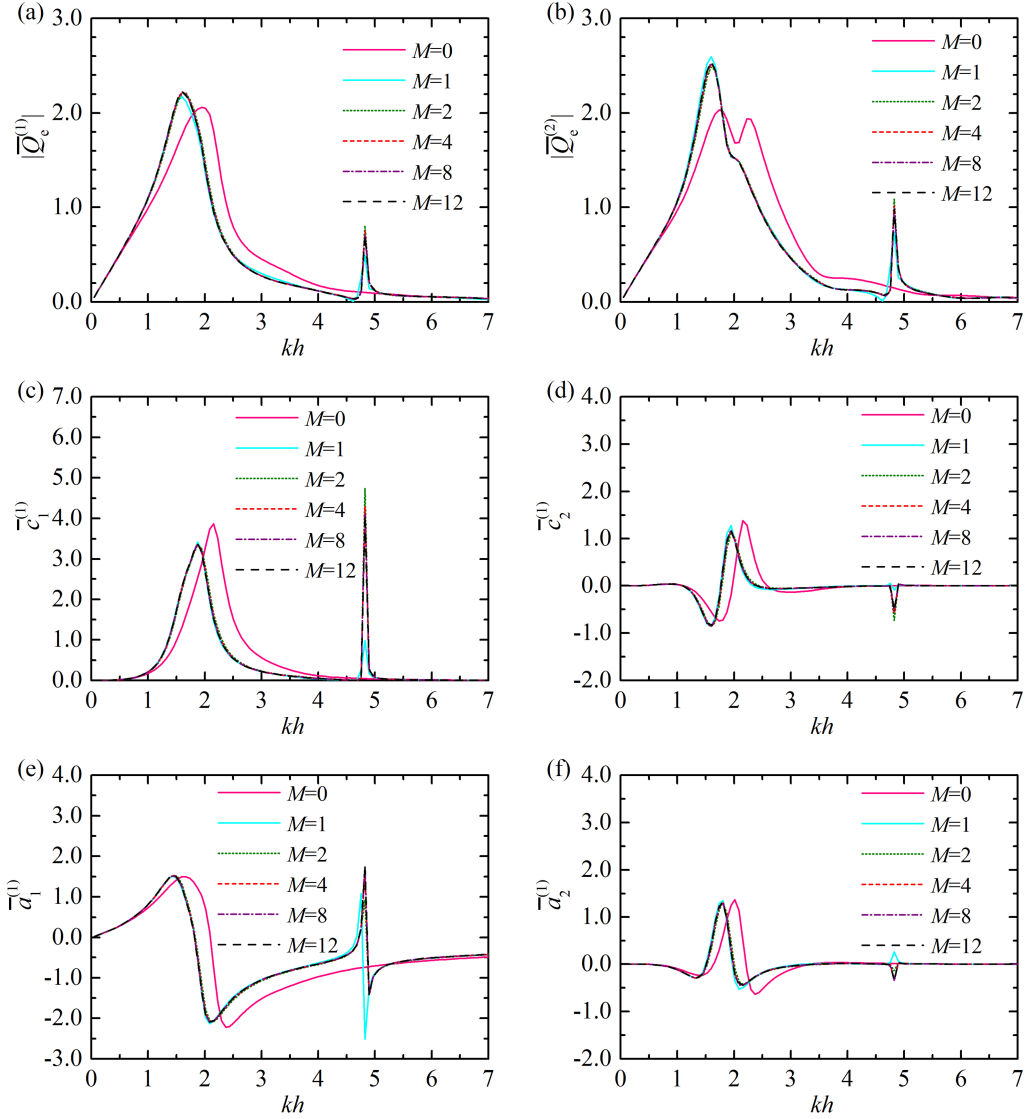 (a)
3.0
2.0
1.0
0.0
|Q̅ₑ⁽¹⁾|
M=0
M=1
M=2
M=4
M=8
M=12
0 1 2 3 4 5 6 7
kh
(b)
3.0
2.0
1.0
0.0
|Q̅ₑ⁽²⁾|
M=0
M=1
M=2
M=4
M=8
M=12
0 1 2 3 4 5 6 7
kh
(c)
7.0
6.0
5.0
4.0
3.0
2.0
1.0
0.0
c̅₁⁽¹⁾
M=0
M=1
M=2
M=4
M=8
M=12
0 1 2 3 4 5 6 7
kh
(d)
4.0
3.0
2.0
1.0
0.0
-1.0
-2.0
c̅₂⁽¹⁾
M=0
M=1
M=2
M=4
M=8
M=12
0 1 2 3 4 5 6 7
kh
(e)
4.0
3.0
2.0
1.0
0.0
-1.0
-2.0
-3.0
a̅₁⁽¹⁾
M=0
M=1
M=2
M=4
M=8
M=12
0 1 2 3 4 5 6 7
kh
(f)
4.0
3.0
2.0
1.0
0.0
-1.0
-2.0
a̅₂⁽¹⁾
M=0
M=1
M=2
M=4
M=8
M=12
0 1 2 3 4 5 6 7
kh